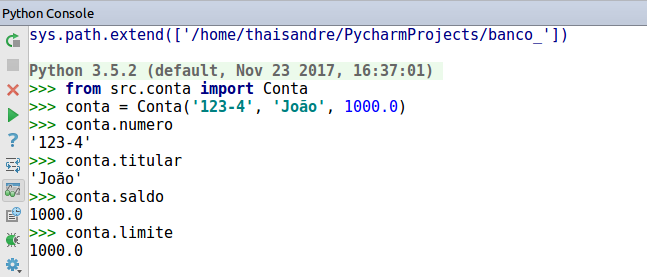 Python Console
sys.path.extend(['/home/thaisandre/PycharmProjects/banco_'])
Python 3.5.2 (default, Nov 23 2017, 16:37:01)
>>> from src.conta import Conta
>>> conta = Conta('123-4', 'João', 1000.0)
>>> conta.numero
'123-4'
>>> conta.titular
'João'
>>> conta.saldo
1000.0
>>> conta.limite
1000.0